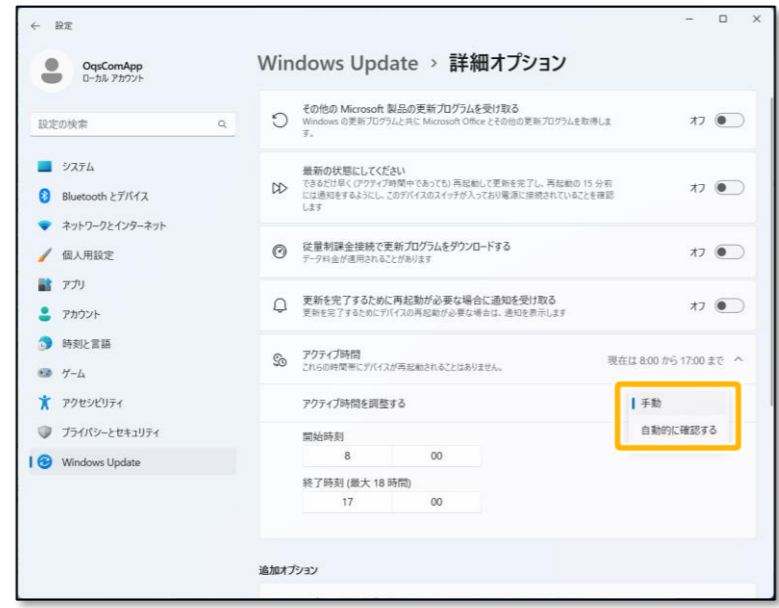 設定
OqsComApp
ローカル アカウント
設定の検索
システム
Bluetooth とデバイス
ネットワークとインターネット
個人用設定
アプリ
アカウント
時刻と言語
ゲーム
アクセシビリティ
プライバシーとセキュリティ
Windows Update
Windows Update › 詳細オプション
その他の Microsoft 製品の更新プログラムを受け取る
Windows の更新プログラムと共に Microsoft Office とその他の更新プログラムを取得しま
す。
オフ
最新の状態にしてください
できるだけ早く (アクティブ時間中であっても) 再起動して更新を完了し、再起動の 15 分前
には通知をするようにし、このデバイスのスイッチが入っており電源に接続されていることを確認
します
オフ
従量制課金接続で更新プログラムをダウンロードする
データ料金が適用されることがあります
オフ
更新を完了するために再起動が必要な場合に通知を受け取る
更新を完了するためにデバイスの再起動が必要な場合は、通知を表示します
オフ
アクティブ時間
これらの時間帯にデバイスが再起動されることはありません。
現在は 8:00 から 17:00 まで
アクティブ時間を調整する
手動
自動的に確認する
開始時刻
8 00
終了時刻 (最大 18 時間)
17 00
追加オプション